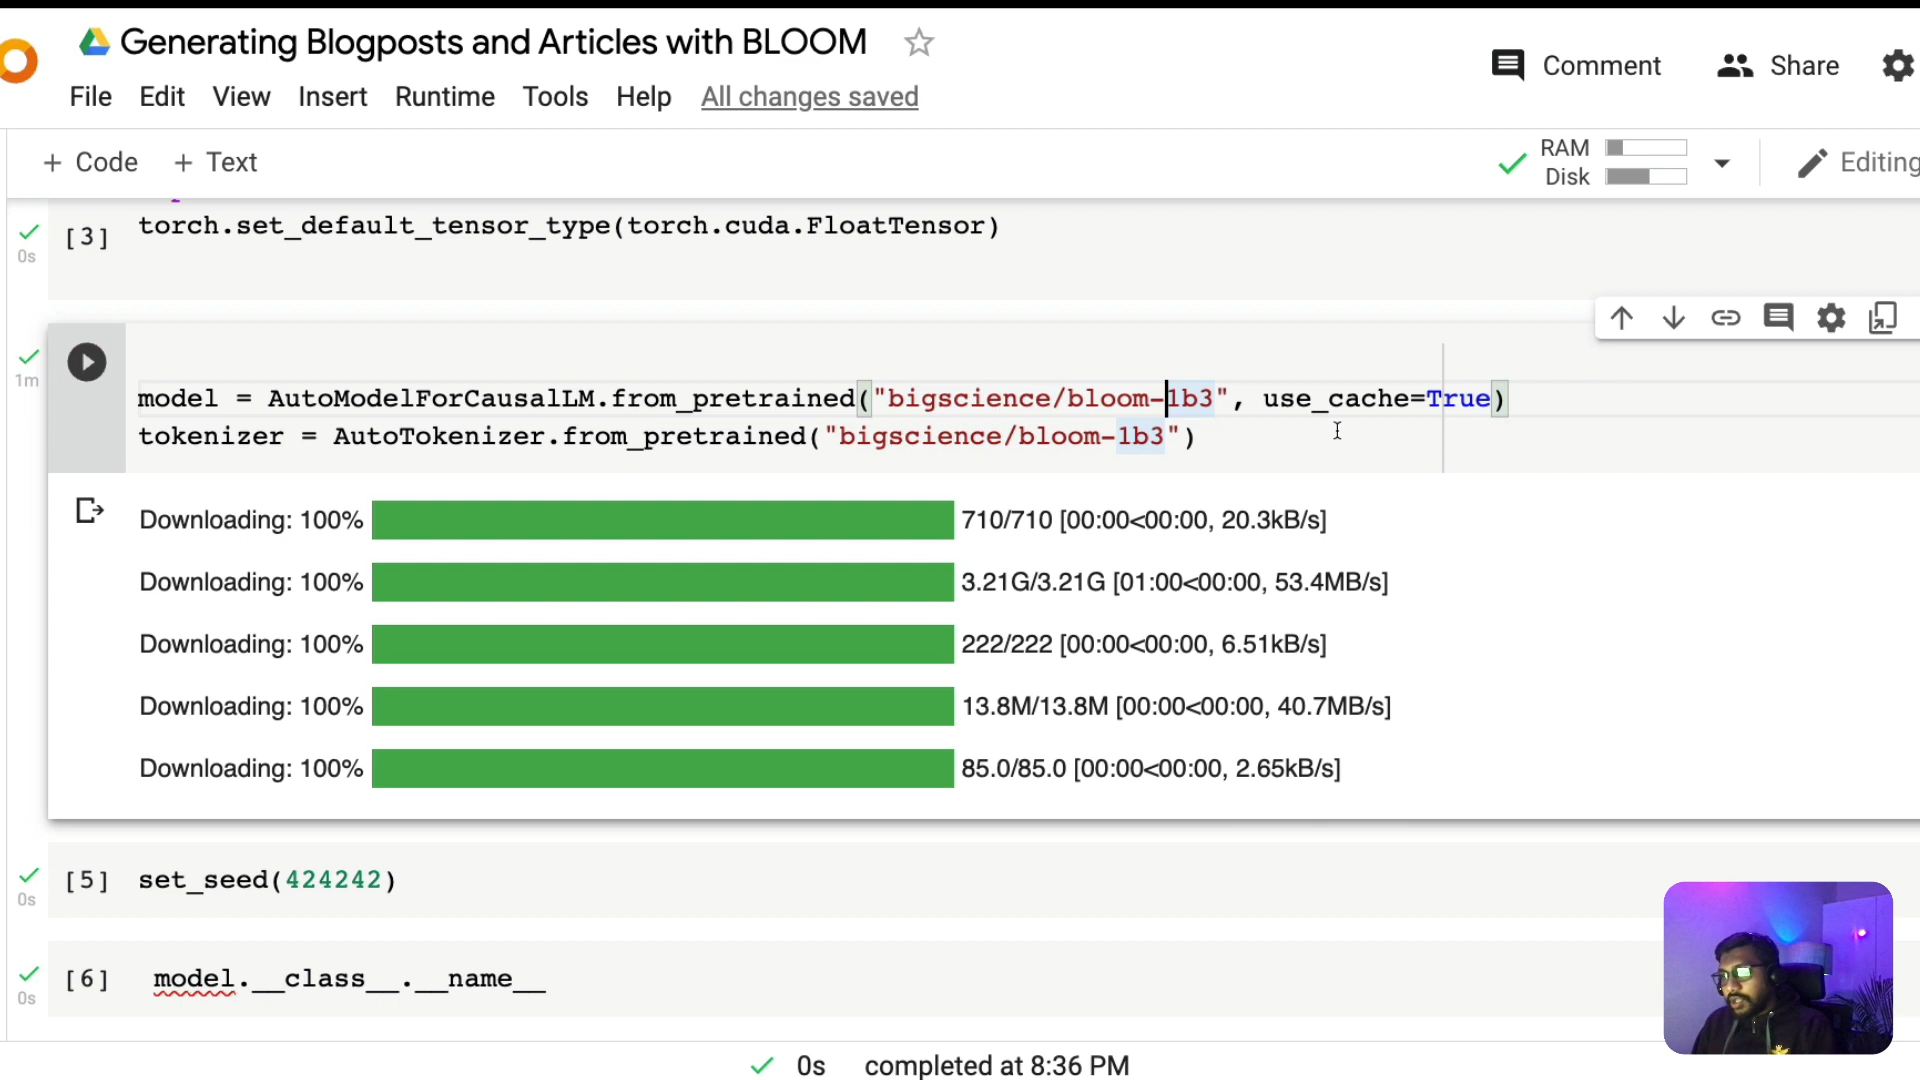 Generating Blogposts and Articles with BLOOM
Comment
Share
File Edit View Insert Runtime Tools Help All changes saved
+ Code + Text
RAM
Disk
Editing
[3] torch.set_default_tensor_type(torch.cuda.FloatTensor)
0s
1m
model = AutoModelForCausalLM.from_pretrained("bigscience/bloom-1b3", use_cache=True)
tokenizer = AutoTokenizer.from_pretrained("bigscience/bloom-1b3")
Downloading: 100% 710/710 [00:00<00:00, 20.3kB/s]
Downloading: 100% 3.21G/3.21G [01:00<00:00, 53.4MB/s]
Downloading: 100% 222/222 [00:00<00:00, 6.51kB/s]
Downloading: 100% 13.8M/13.8M [00:00<00:00, 40.7MB/s]
Downloading: 100% 85.0/85.0 [00:00<00:00, 2.65kB/s]
[5] set_seed(424242)
0s
[6] model.__class__.__name__
0s
0s completed at 8:36 PM